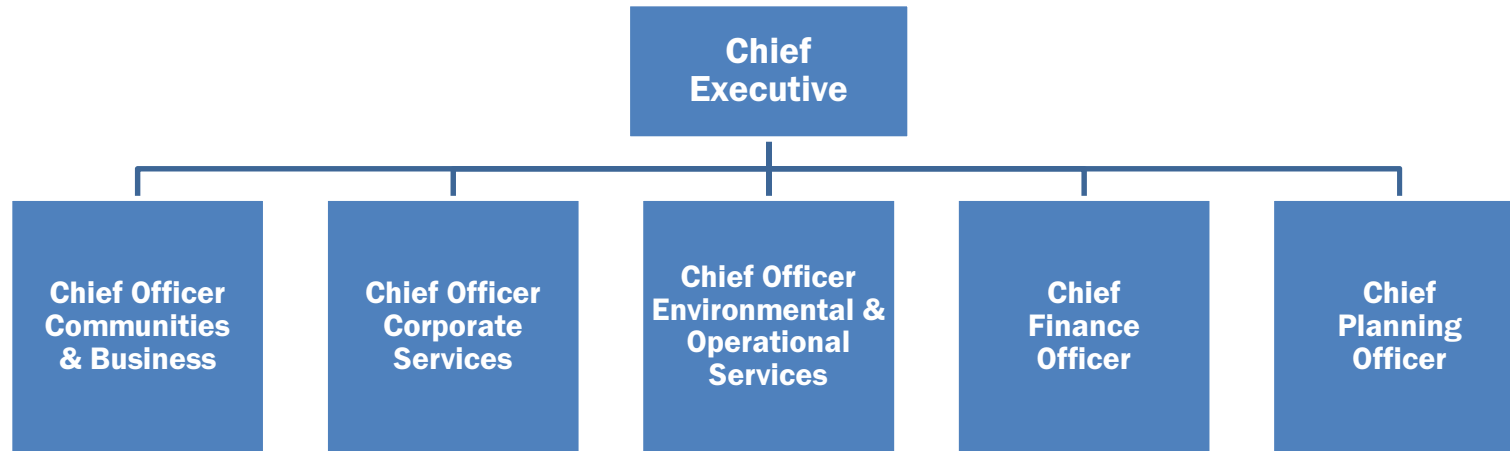 Chief
Executive
Chief Officer
Communities
& Business
Chief Officer
Corporate
Services
Chief Officer
Environmental &
Operational
Services
Chief
Finance
Officer
Chief
Planning
Officer